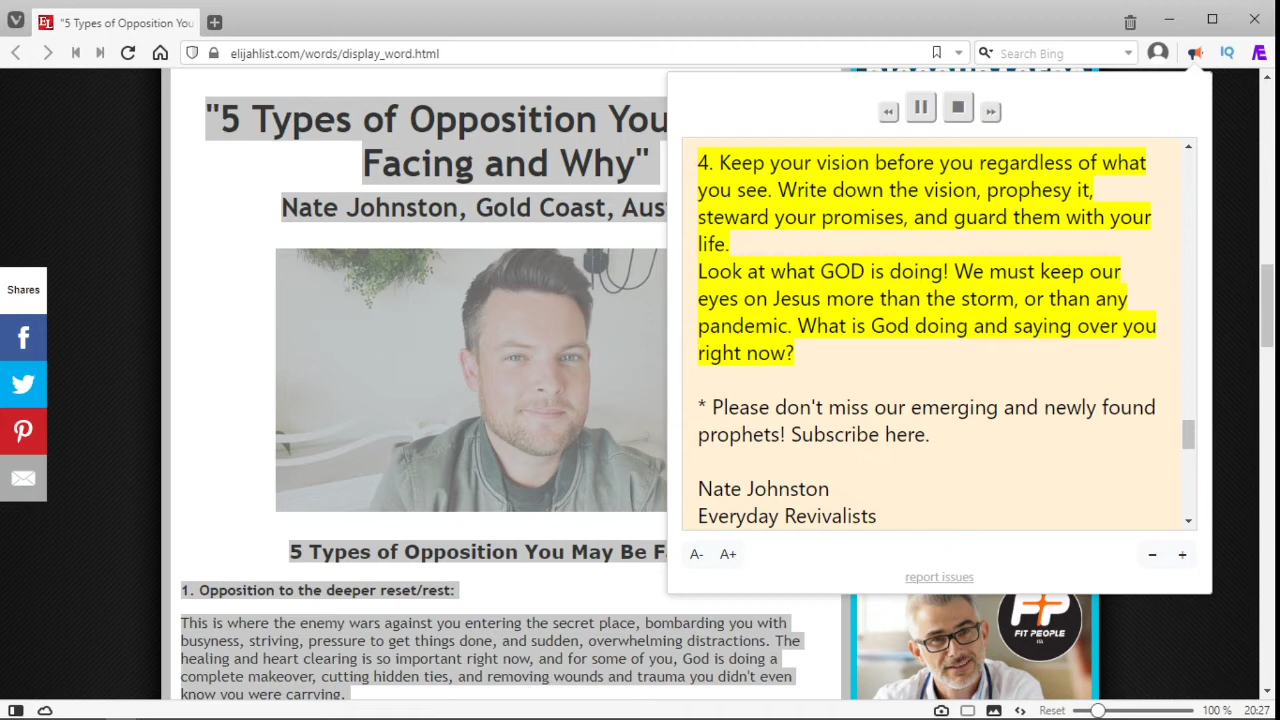 "5 Types of Opposition You
elijahlist.com/words/display_word.html
Search Bing
IQ
"5 Types of Opposition You
Facing and Why"
Nate Johnston, Gold Coast, Aus
Shares
5 Types of Opposition You May Be Fa
1. Opposition to the deeper reset/rest:
This is where the enemy wars against you entering the secret place, bombarding you with
busyness, striving, pressure to get things done, and sudden, overwhelming distractions. The
healing and heart clearing is so important right now, and for some of you, God is doing a
complete makeover, cutting hidden ties, and removing wounds and trauma you didn't even
know you were carrying.
4. Keep your vision before you regardless of what
you see. Write down the vision, prophesy it,
steward your promises, and guard them with your
life.
Look at what GOD is doing! We must keep our
eyes on Jesus more than the storm, or than any
pandemic. What is God doing and saying over you
right now?
* Please don't miss our emerging and newly found
prophets! Subscribe here.
Nate Johnston
Everyday Revivalists
A- A+
report issues
FIT PEOPLE
Reset
100 %
20:27